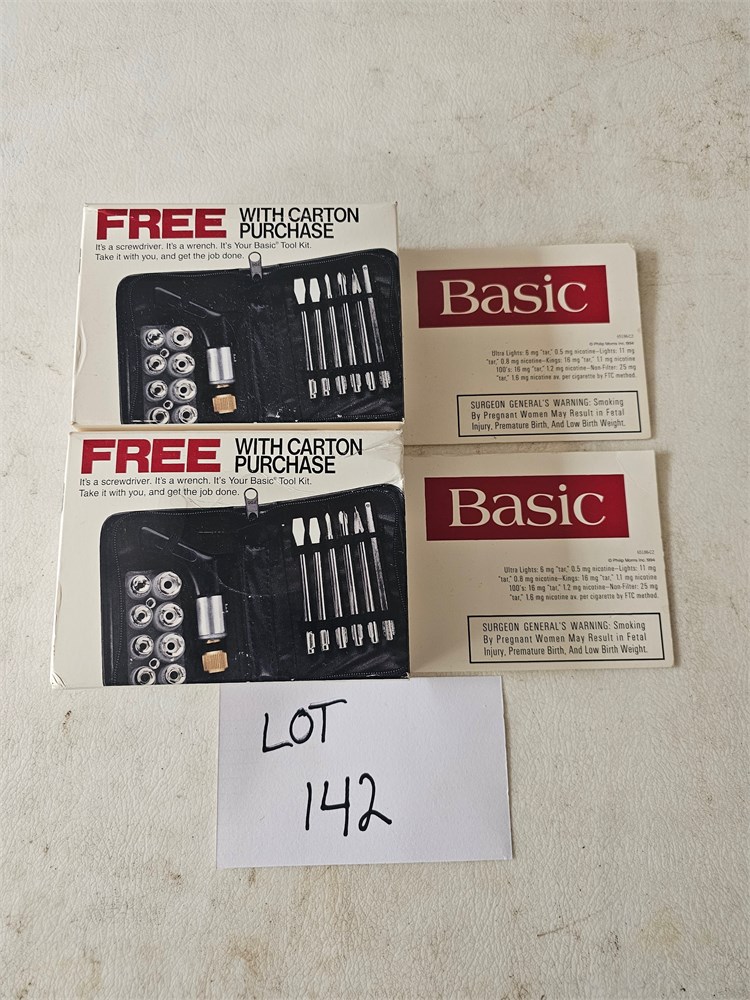 FREE WITH CARTON
PURCHASE
It's a screwdriver. It's a wrench. It's Your Basic® Tool Kit.
Take it with you, and get the job done.
Basic
© Philip Morris Inc. 1994
Ultra Lights: 6 mg "tar," 0.5 mg nicotine—Lights: 11 mg
"tar," 0.8 mg nicotine—Kings: 16 mg "tar," 1.1 mg nicotine
100's: 16 mg "tar," 1.2 mg nicotine—Non-Filter: 25 mg
"tar," 1.6 mg nicotine av. per cigarette by FTC method.
SURGEON GENERAL'S WARNING: Smoking
By Pregnant Women May Result in Fetal
Injury, Premature Birth, And Low Birth Weight.
FREE WITH CARTON
PURCHASE
It's a screwdriver. It's a wrench. It's Your Basic® Tool Kit.
Take it with you, and get the job done.
Basic
© Philip Morris Inc. 1994
Ultra Lights: 6 mg "tar," 0.5 mg nicotine—Lights: 11 mg
"tar," 0.8 mg nicotine—Kings: 16 mg "tar," 1.1 mg nicotine
100's: 16 mg "tar," 1.2 mg nicotine—Non-Filter: 25 mg
"tar," 1.6 mg nicotine av. per cigarette by FTC method.
SURGEON GENERAL'S WARNING: Smoking
By Pregnant Women May Result in Fetal
Injury, Premature Birth, And Low Birth Weight.
LOT
142